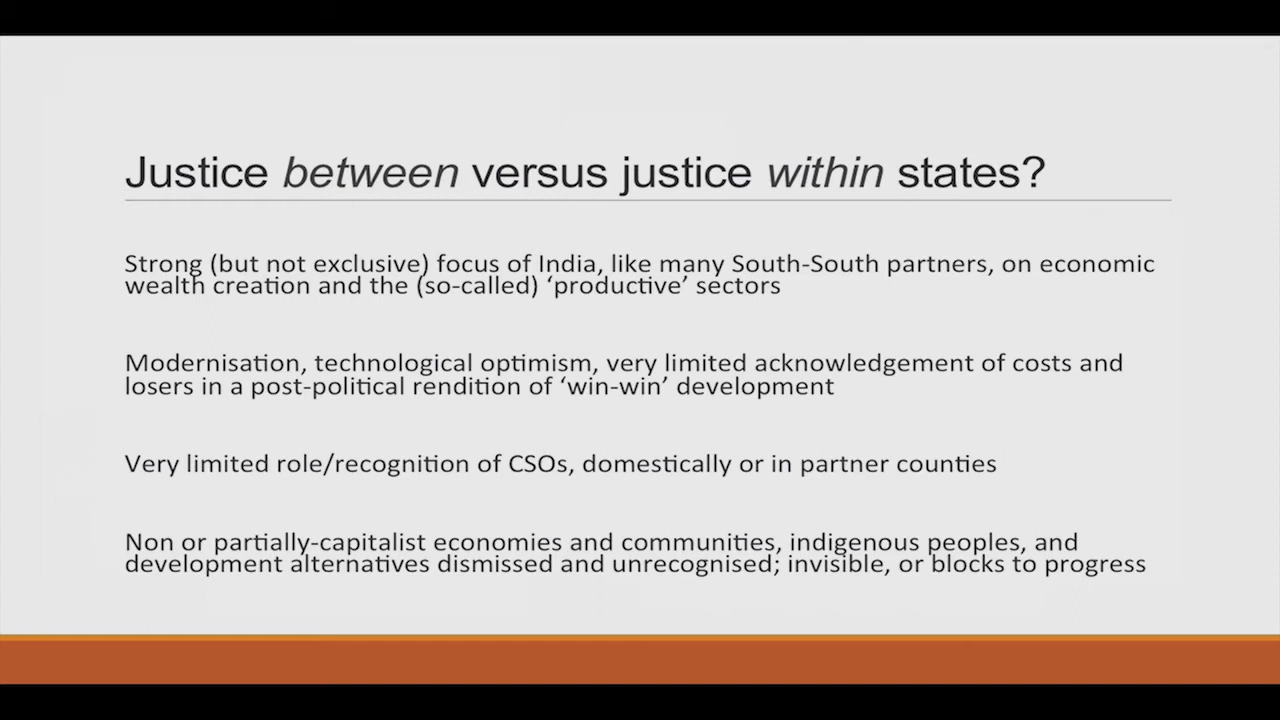 Justice between versus justice within states?
Strong (but not exclusive) focus of India, like many South-South partners, on economic
wealth creation and the (so-called) ‘productive’ sectors
Modernisation, technological optimism, very limited acknowledgement of costs and
losers in a post-political rendition of ‘win-win’ development
Very limited role/recognition of CSOs, domestically or in partner counties
Non or partially-capitalist economies and communities, indigenous peoples, and
development alternatives dismissed and unrecognised; invisible, or blocks to progress